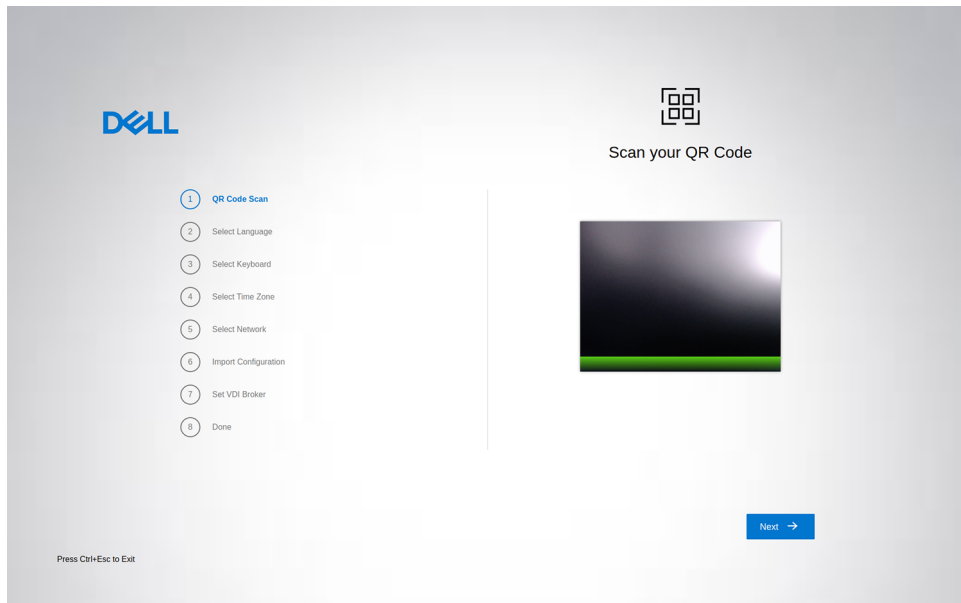 DELL
Scan your QR Code
1 QR Code Scan
2 Select Language
3 Select Keyboard
4 Select Time Zone
5 Select Network
6 Import Configuration
7 Set VDI Broker
8 Done
Next
Press Ctrl+Esc to Exit